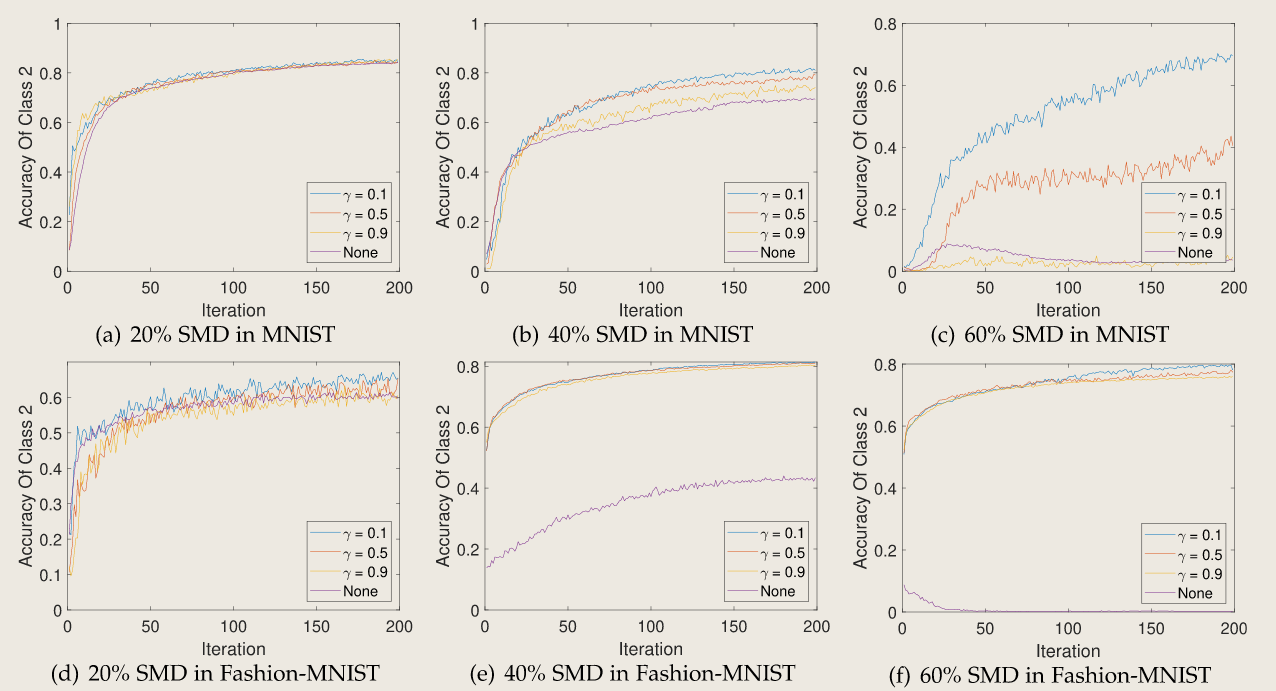 Accuracy Of Class 2
1
0.8
0.6
0.4
0.2
0
0 50 100 150 200
Iteration
γ = 0.1
γ = 0.5
γ = 0.9
None
(a) 20% SMD in MNIST
Accuracy Of Class 2
1
0.8
0.6
0.4
0.2
0
0 50 100 150 200
Iteration
γ = 0.1
γ = 0.5
γ = 0.9
None
(b) 40% SMD in MNIST
Accuracy Of Class 2
0.8
0.6
0.4
0.2
0
0 50 100 150 200
Iteration
γ = 0.1
γ = 0.5
γ = 0.9
None
(c) 60% SMD in MNIST
Accuracy Of Class 2
0.6
0.5
0.4
0.3
0.2
0.1
0
0 50 100 150 200
Iteration
γ = 0.1
γ = 0.5
γ = 0.9
None
(d) 20% SMD in Fashion-MNIST
Accuracy Of Class 2
0.8
0.6
0.4
0.2
0
0 50 100 150 200
Iteration
γ = 0.1
γ = 0.5
γ = 0.9
None
(e) 40% SMD in Fashion-MNIST
Accuracy Of Class 2
0.8
0.6
0.4
0.2
0
0 50 100 150 200
Iteration
γ = 0.1
γ = 0.5
γ = 0.9
None
(f) 60% SMD in Fashion-MNIST